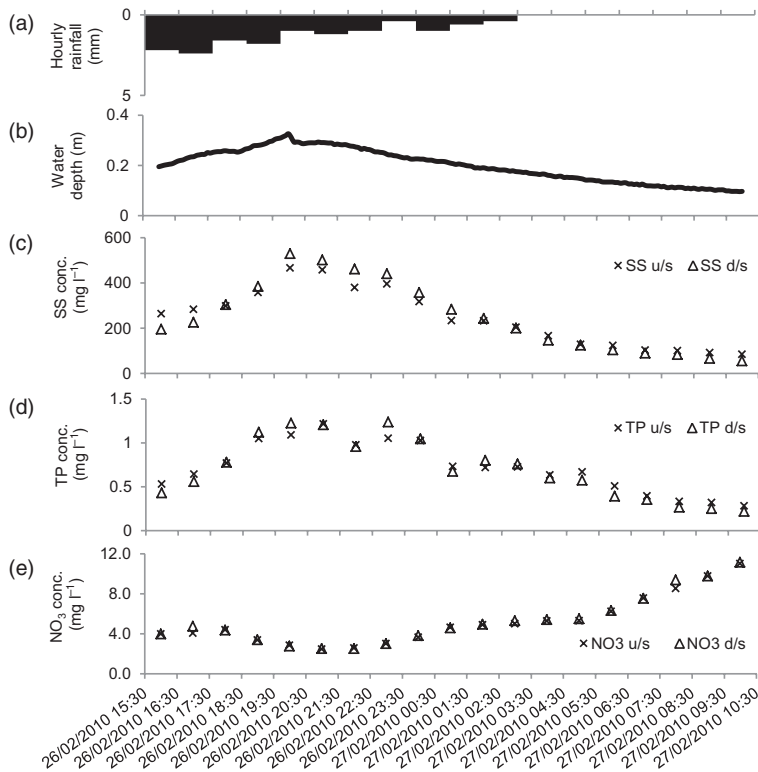 (a)
Hourly
rainfall
(mm)
0
5
(b)
Water
depth (m)
0.4
0.2
0
(c)
SS conc.
(mg l⁻¹)
600
400
200
0
× SS u/s △ SS d/s
(d)
TP conc.
(mg l⁻¹)
1.5
1
0.5
0
× TP u/s △ TP d/s
(e)
NO₃ conc.
(mg l⁻¹)
12.0
8.0
4.0
0.0
× NO3 u/s △ NO3 d/s
26/02/2010 15:30
26/02/2010 16:30
26/02/2010 17:30
26/02/2010 18:30
26/02/2010 19:30
26/02/2010 20:30
26/02/2010 21:30
26/02/2010 22:30
26/02/2010 23:30
27/02/2010 00:30
27/02/2010 01:30
27/02/2010 02:30
27/02/2010 03:30
27/02/2010 04:30
27/02/2010 05:30
27/02/2010 06:30
27/02/2010 07:30
27/02/2010 08:30
27/02/2010 09:30
27/02/2010 10:30